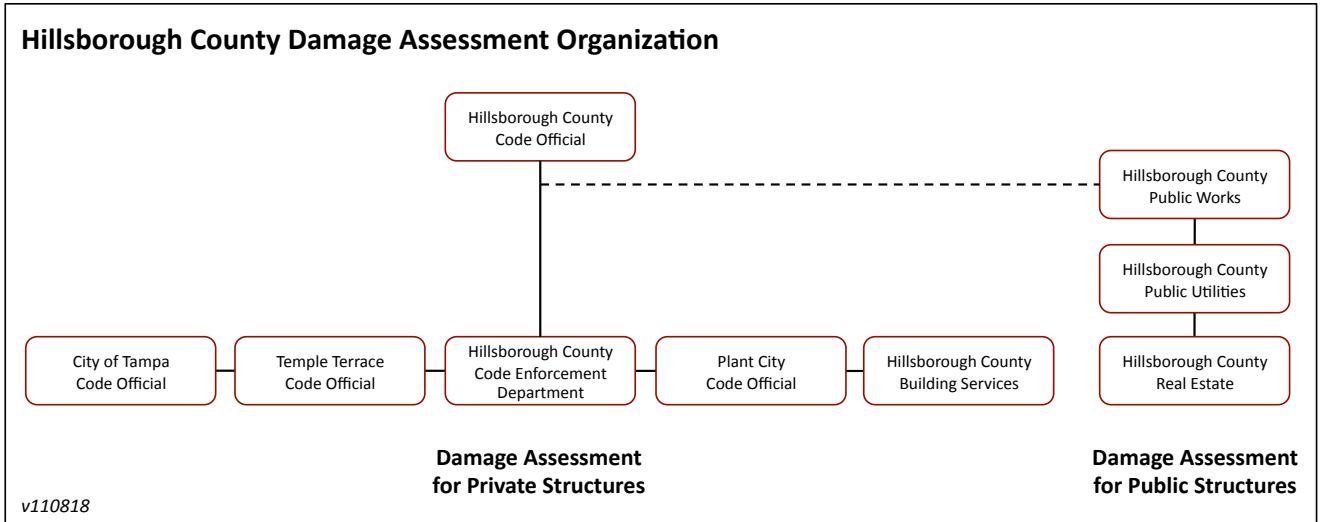 Hillsborough County Damage Assessment Organization
Hillsborough County
Code Official
Hillsborough County
Public Works
Hillsborough County
Public Utilities
City of Tampa
Code Official
Temple Terrace
Code Official
Hillsborough County
Code Enforcement
Department
Plant City
Code Official
Hillsborough County
Building Services
Hillsborough County
Real Estate
Damage Assessment
for Private Structures
Damage Assessment
for Public Structures
v110818